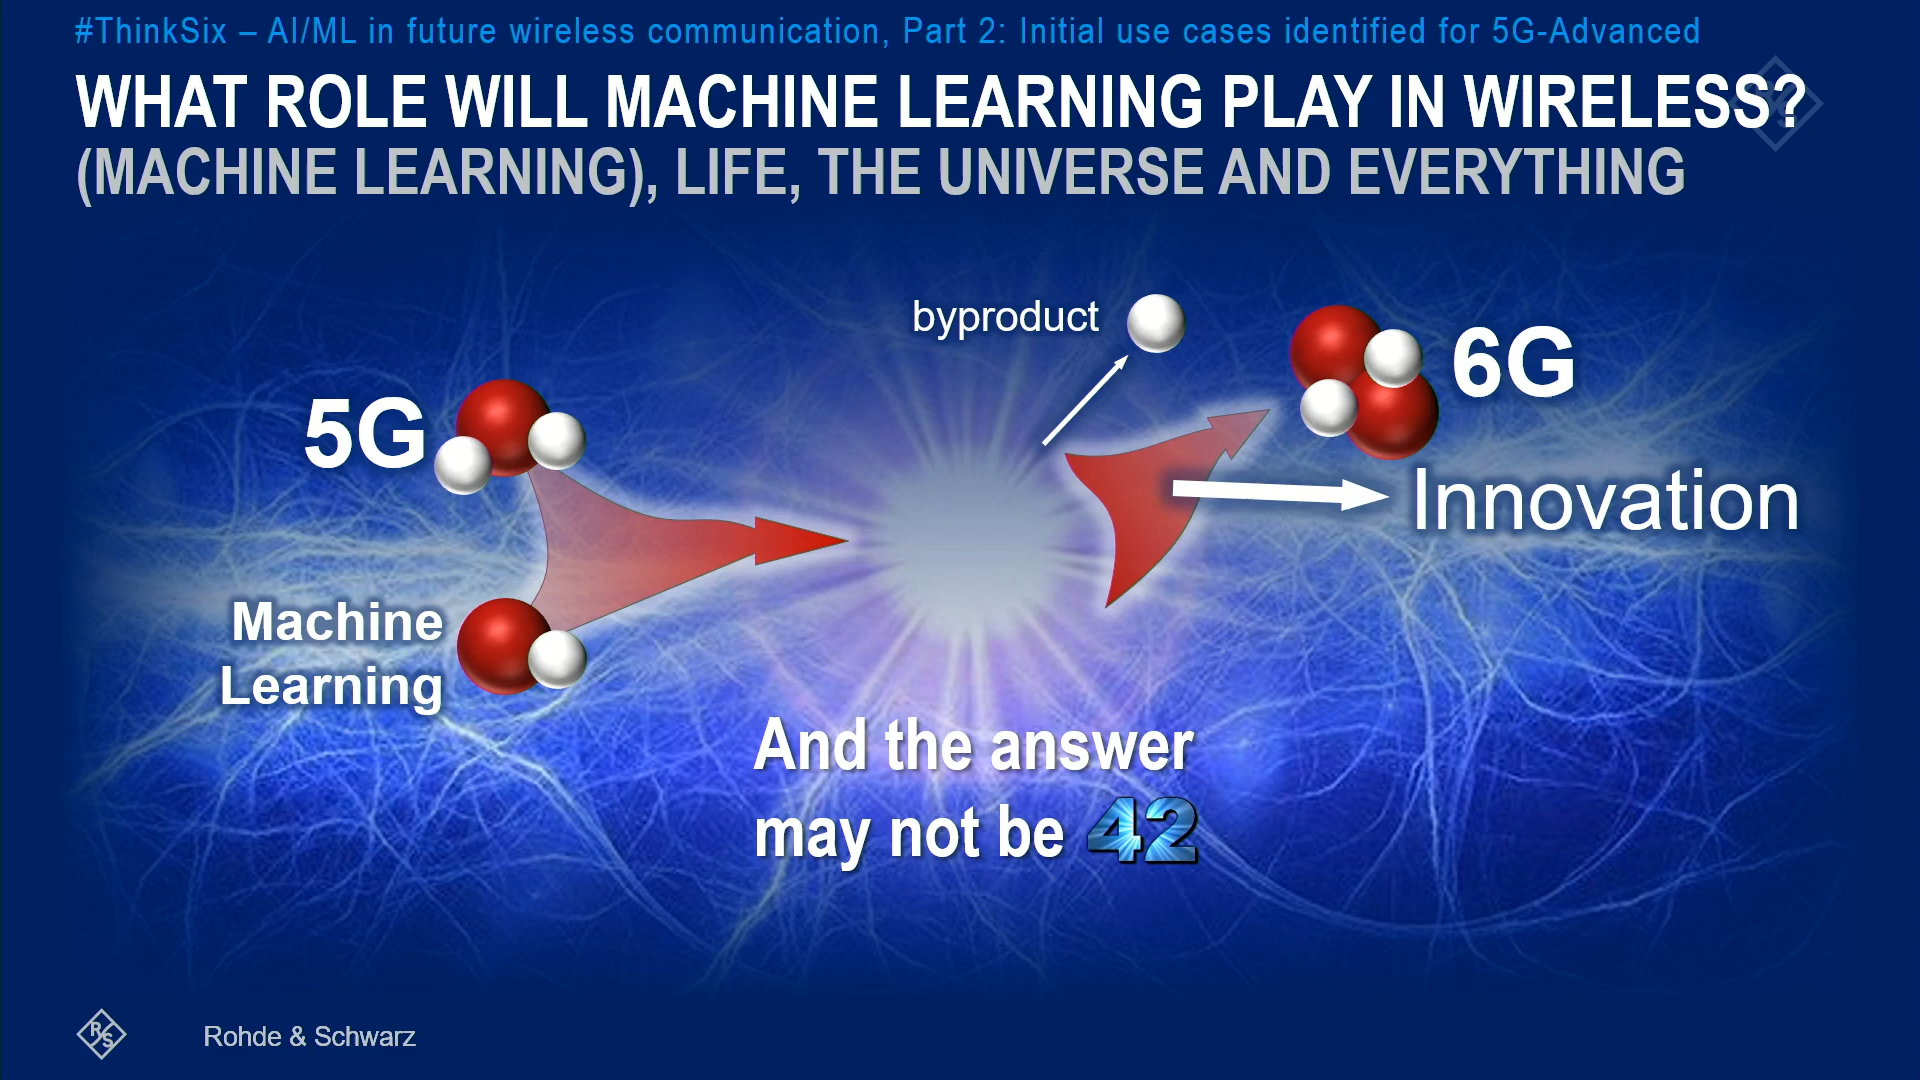 #ThinkSix – AI/ML in future wireless communication, Part 2: Initial use cases identified for 5G-Advanced
WHAT ROLE WILL MACHINE LEARNING PLAY IN WIRELESS?
(MACHINE LEARNING), LIFE, THE UNIVERSE AND EVERYTHING
byproduct
5G
6G
Innovation
Machine
Learning
And the answer
may not be 42
R
S
Rohde & Schwarz